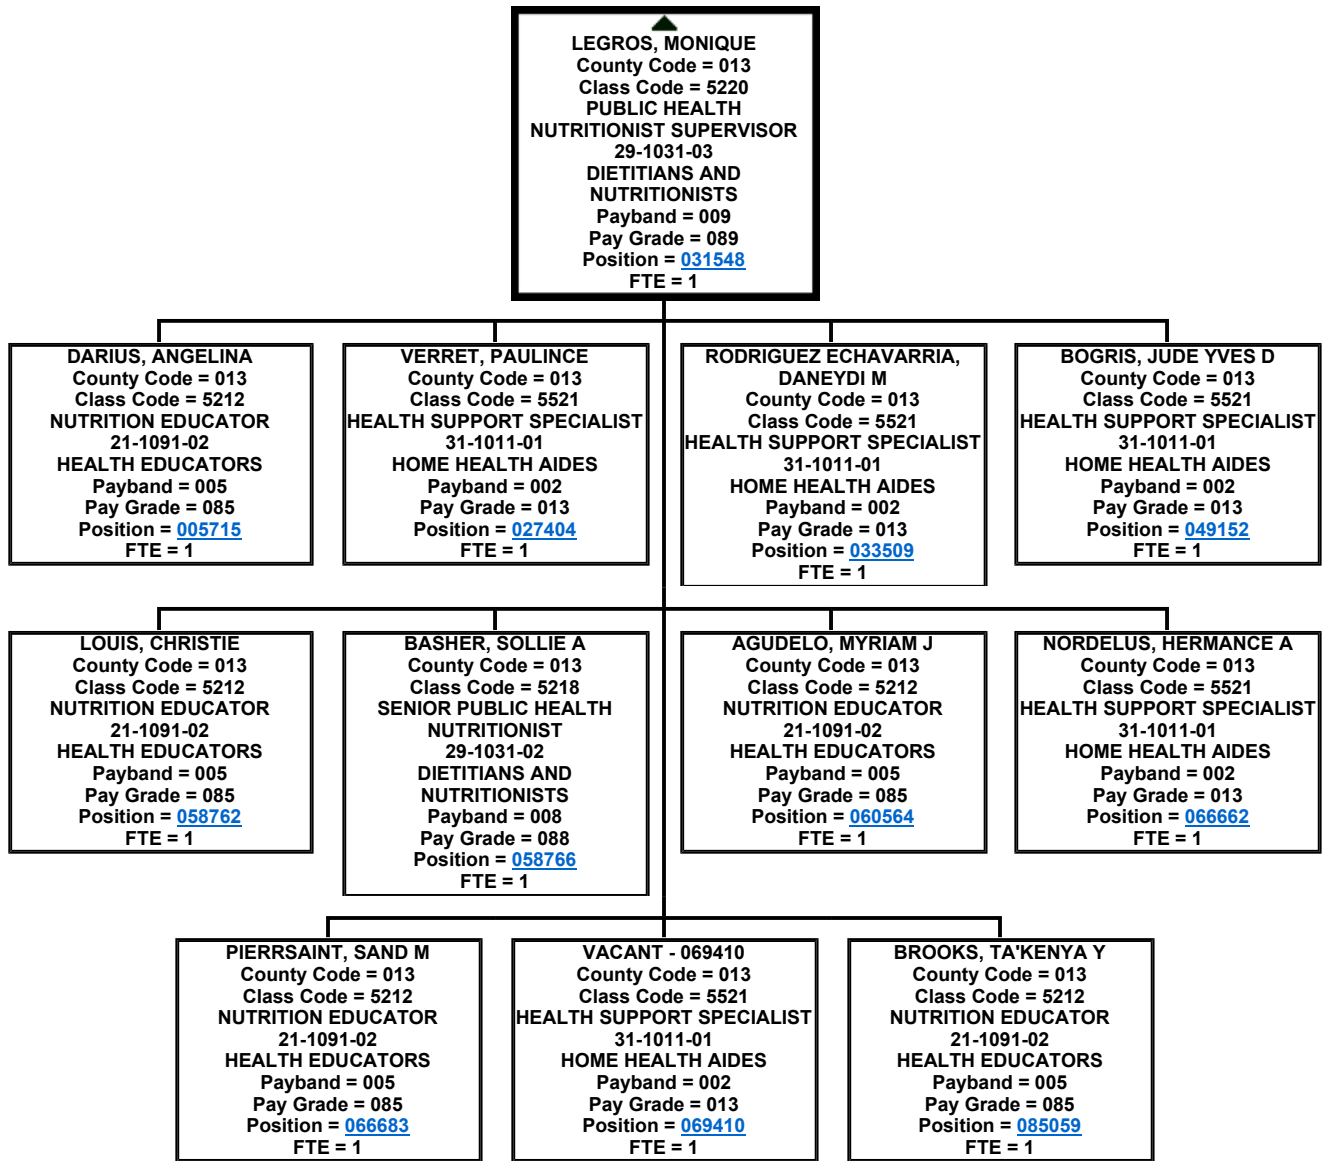 LEGROS, MONIQUE
County Code = 013
Class Code = 5220
PUBLIC HEALTH
NUTRITIONIST SUPERVISOR
29-1031-03
DIETITIANS AND
NUTRITIONISTS
Payband = 009
Pay Grade = 089
Position = 031548
FTE = 1
DARIUS, ANGELINA
County Code = 013
Class Code = 5212
NUTRITION EDUCATOR
21-1091-02
HEALTH EDUCATORS
Payband = 005
Pay Grade = 085
Position = 005715
FTE = 1
VERRET, PAULINCE
County Code = 013
Class Code = 5521
HEALTH SUPPORT SPECIALIST
31-1011-01
HOME HEALTH AIDES
Payband = 002
Pay Grade = 013
Position = 027404
FTE = 1
RODRIGUEZ ECHAVARRIA,
DANEYDI M
County Code = 013
Class Code = 5521
HEALTH SUPPORT SPECIALIST
31-1011-01
HOME HEALTH AIDES
Payband = 002
Pay Grade = 013
Position = 033509
FTE = 1
BOGRIS, JUDE YVES D
County Code = 013
Class Code = 5521
HEALTH SUPPORT SPECIALIST
31-1011-01
HOME HEALTH AIDES
Payband = 002
Pay Grade = 013
Position = 049152
FTE = 1
LOUIS, CHRISTIE
County Code = 013
Class Code = 5212
NUTRITION EDUCATOR
21-1091-02
HEALTH EDUCATORS
Payband = 005
Pay Grade = 085
Position = 058762
FTE = 1
BASHER, SOLLIE A
County Code = 013
Class Code = 5218
SENIOR PUBLIC HEALTH
NUTRITIONIST
29-1031-02
DIETITIANS AND
NUTRITIONISTS
Payband = 008
Pay Grade = 088
Position = 058766
FTE = 1
AGUDELO, MYRIAM J
County Code = 013
Class Code = 5212
NUTRITION EDUCATOR
21-1091-02
HEALTH EDUCATORS
Payband = 005
Pay Grade = 085
Position = 060564
FTE = 1
NORDELUS, HERMANCE A
County Code = 013
Class Code = 5521
HEALTH SUPPORT SPECIALIST
31-1011-01
HOME HEALTH AIDES
Payband = 002
Pay Grade = 013
Position = 066662
FTE = 1
PIERRSAINT, SAND M
County Code = 013
Class Code = 5212
NUTRITION EDUCATOR
21-1091-02
HEALTH EDUCATORS
Payband = 005
Pay Grade = 085
Position = 066683
FTE = 1
VACANT - 069410
County Code = 013
Class Code = 5521
HEALTH SUPPORT SPECIALIST
31-1011-01
HOME HEALTH AIDES
Payband = 002
Pay Grade = 013
Position = 069410
FTE = 1
BROOKS, TA'KENYA Y
County Code = 013
Class Code = 5212
NUTRITION EDUCATOR
21-1091-02
HEALTH EDUCATORS
Payband = 005
Pay Grade = 085
Position = 085059
FTE = 1